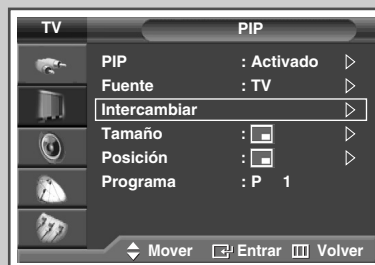 TV PIP
PIP : Activado
Fuente : TV
Intercambiar
Tamaño :
Posición :
Programa : P 1
Mover Entrar Volver